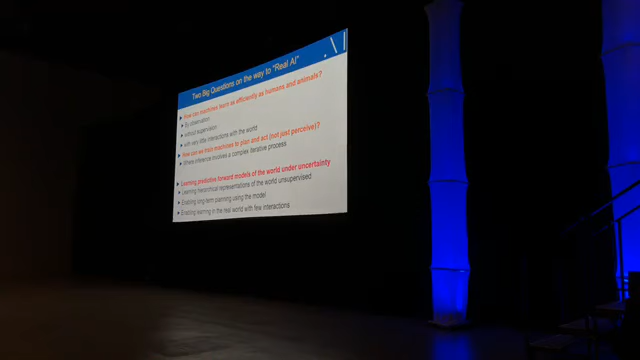 Two Big Questions on the way to "Real AI"
How can machines learn as efficiently as humans and animals?
By observation
without supervision
with very little interactions with the world
How can we train machines to plan and act (not just perceive)?
Where inference involves a complex iterative process
Learning predictive forward models of the world under uncertainty
Learning hierarchical representations of the world unsupervised
Enabling long-term planning using the model
Enabling learning in the real world with few interactions